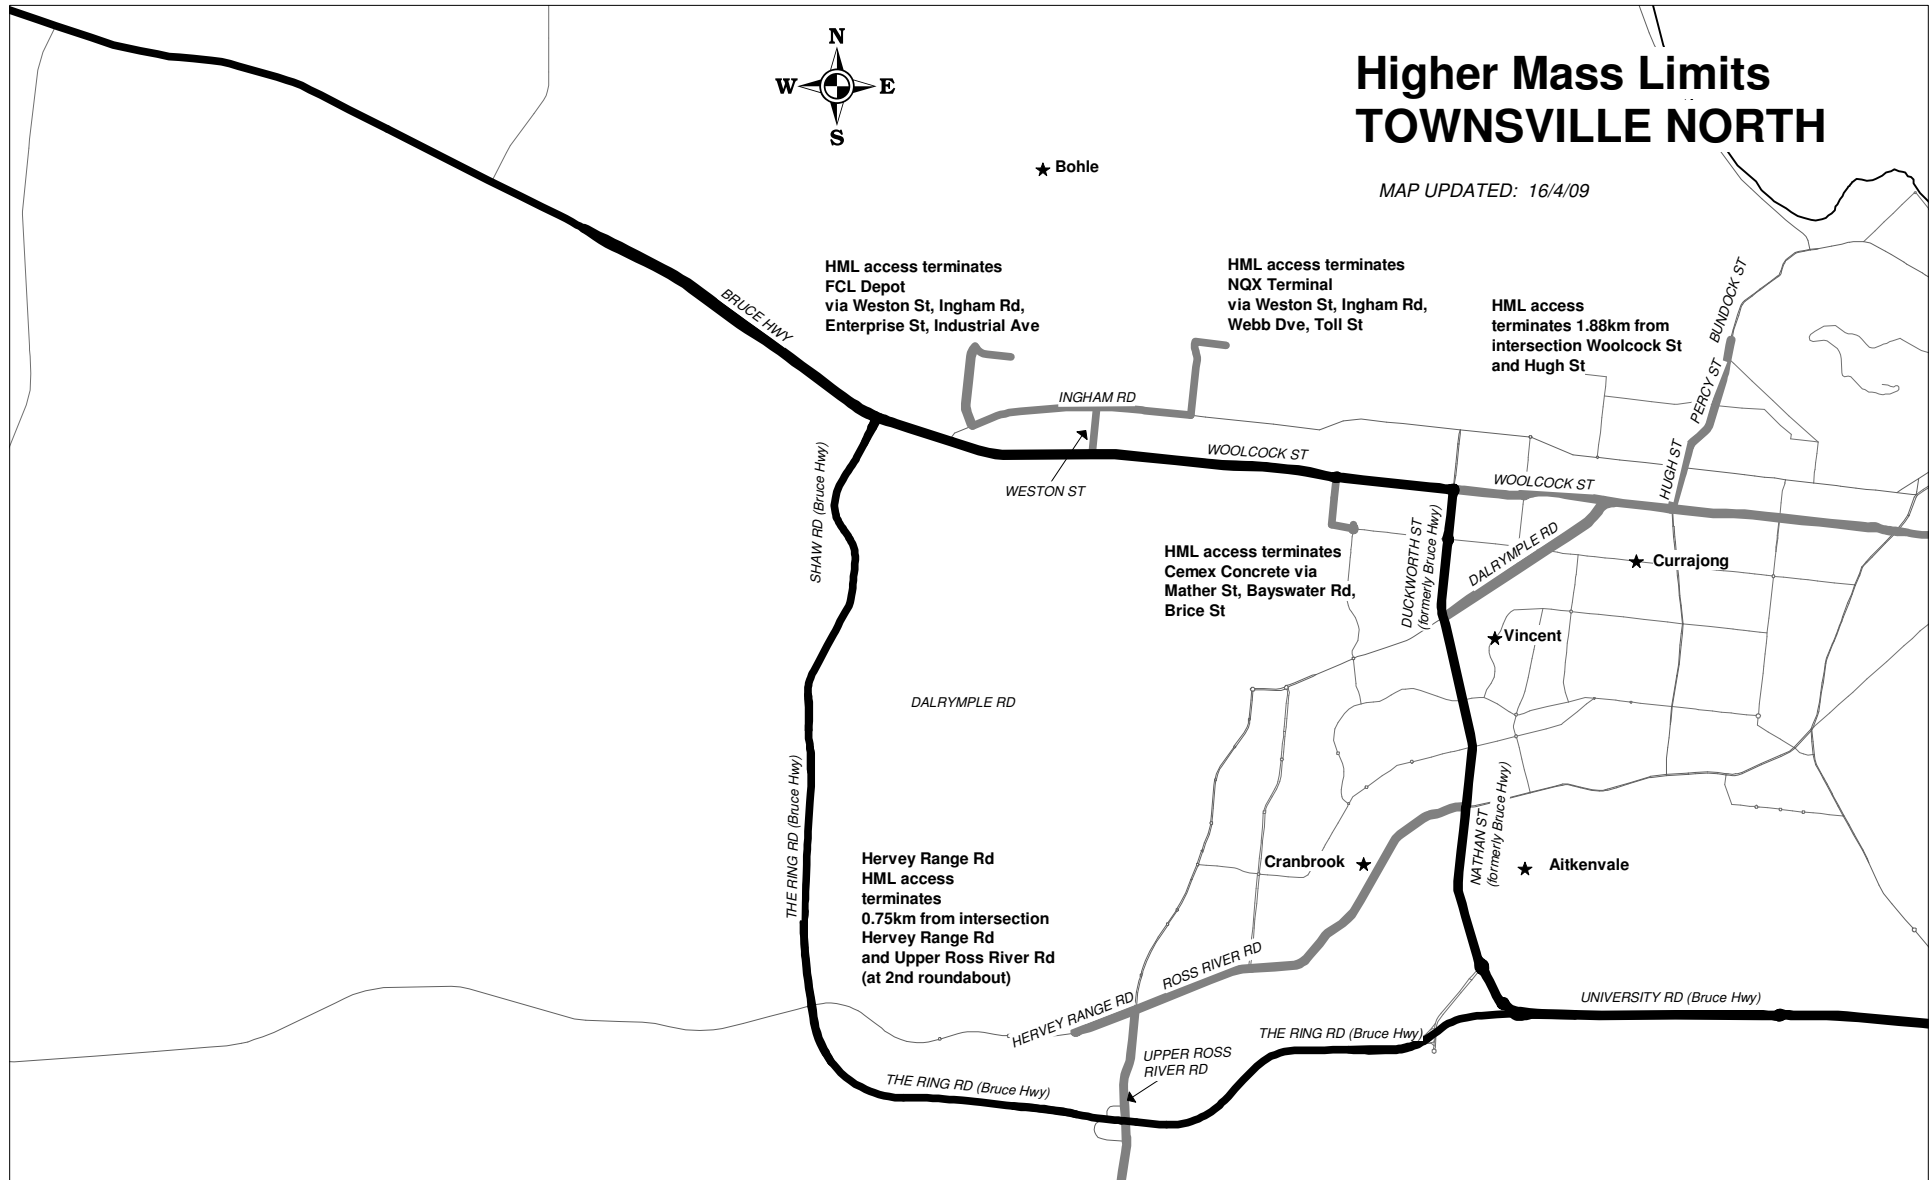 Higher Mass Limits
TOWNSVILLE NORTH
MAP UPDATED: 16/4/09
N
W
E
S
Bohle
HML access terminates
FCL Depot
via Weston St, Ingham Rd,
Enterprise St, Industrial Ave
HML access terminates
NQX Terminal
via Weston St, Ingham Rd,
Webb Dve, Toll St
HML access
terminates 1.88km from
intersection Woolcock St
and Hugh St
BUNDOCK ST
PERCY ST
HUGH ST
BRUCE HWY
INGHAM RD
WOOLCOCK ST
WOOLCOCK ST
WESTON ST
SHAW RD (Bruce Hwy)
HML access terminates
Cemex Concrete via
Mather St, Bayswater Rd,
Brice St
DUCKWORTH ST
(formerly Bruce Hwy)
DALRYMPLE RD
Currajong
Vincent
DALRYMPLE RD
THE RING RD (Bruce Hwy)
NATHAN ST
(formerly Bruce Hwy)
Cranbrook
Aitkenvale
Hervey Range Rd
HML access
terminates
0.75km from intersection
Hervey Range Rd
and Upper Ross River Rd
(at 2nd roundabout)
ROSS RIVER RD
HERVEY RANGE RD
UNIVERSITY RD (Bruce Hwy)
THE RING RD (Bruce Hwy)
UPPER ROSS
RIVER RD
THE RING RD (Bruce Hwy)